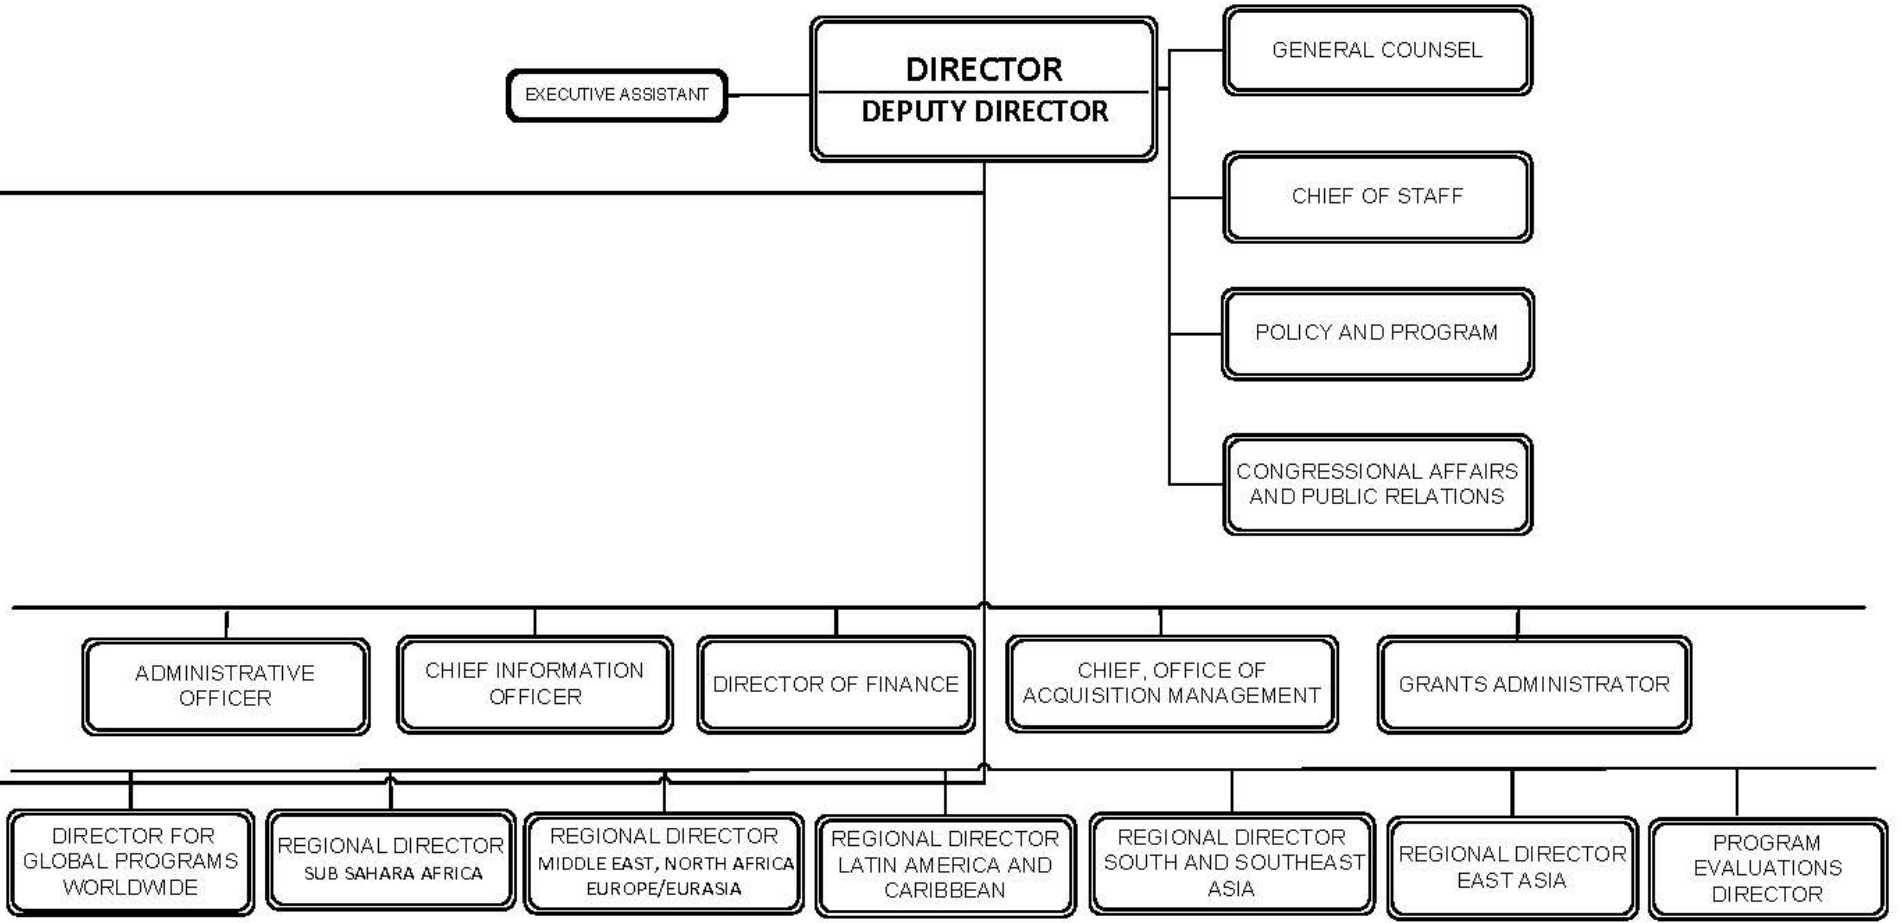 DIRECTOR
DEPUTY DIRECTOR
EXECUTIVE ASSISTANT
GENERAL COUNSEL
CHIEF OF STAFF
POLICY AND PROGRAM
CONGRESSIONAL AFFAIRS
AND PUBLIC RELATIONS
ADMINISTRATIVE
OFFICER
CHIEF INFORMATION
OFFICER
DIRECTOR OF FINANCE
CHIEF, OFFICE OF
ACQUISITION MANAGEMENT
GRANTS ADMINISTRATOR
DIRECTOR FOR
GLOBAL PROGRAMS
WORLDWIDE
REGIONAL DIRECTOR
SUB SAHARA AFRICA
REGIONAL DIRECTOR
MIDDLE EAST, NORTH AFRICA
EUROPE/EURASIA
REGIONAL DIRECTOR
LATIN AMERICA AND
CARIBBEAN
REGIONAL DIRECTOR
SOUTH AND SOUTHEAST
ASIA
REGIONAL DIRECTOR
EAST ASIA
PROGRAM
EVALUATIONS
DIRECTOR